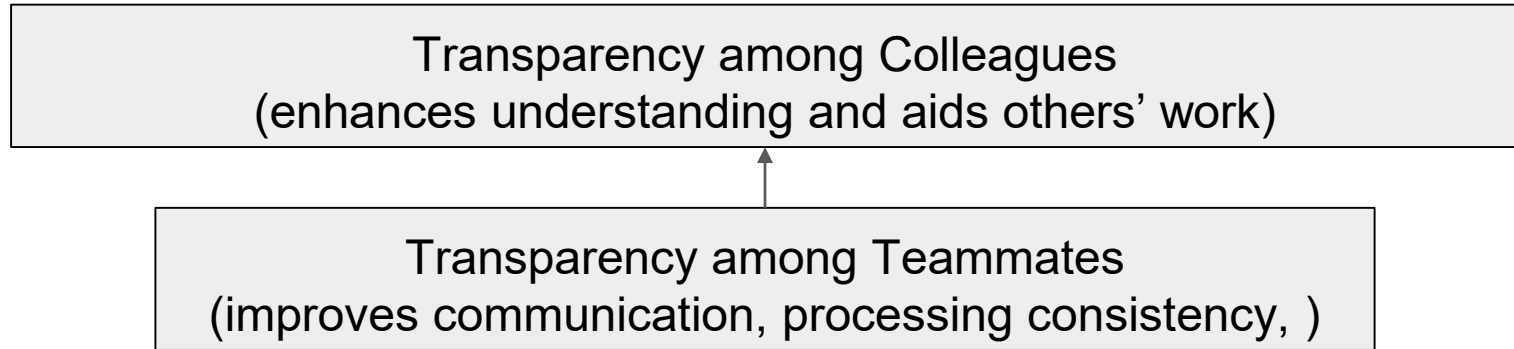 Transparency among Colleagues
(enhances understanding and aids others’ work)
Transparency among Teammates
(improves communication, processing consistency, )